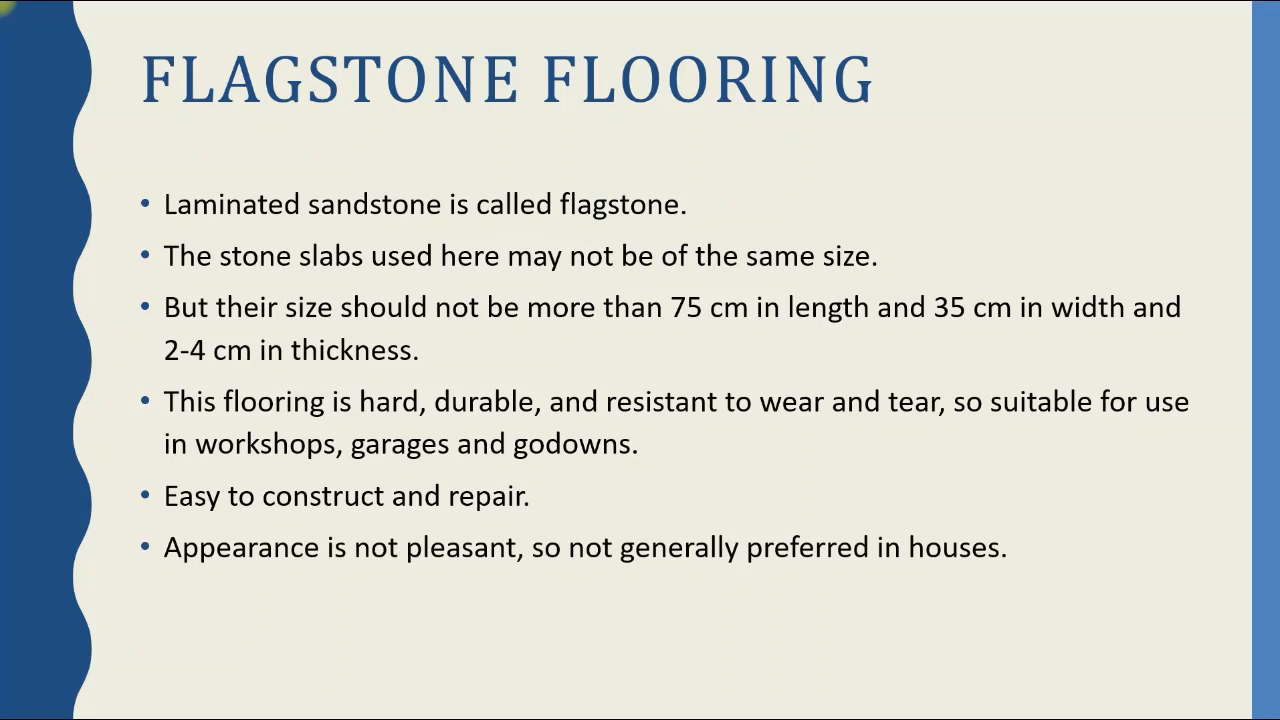 FLAGSTONE FLOORING
• Laminated sandstone is called flagstone.
• The stone slabs used here may not be of the same size.
• But their size should not be more than 75 cm in length and 35 cm in width and
2-4 cm in thickness.
• This flooring is hard, durable, and resistant to wear and tear, so suitable for use
in workshops, garages and godowns.
• Easy to construct and repair.
• Appearance is not pleasant, so not generally preferred in houses.